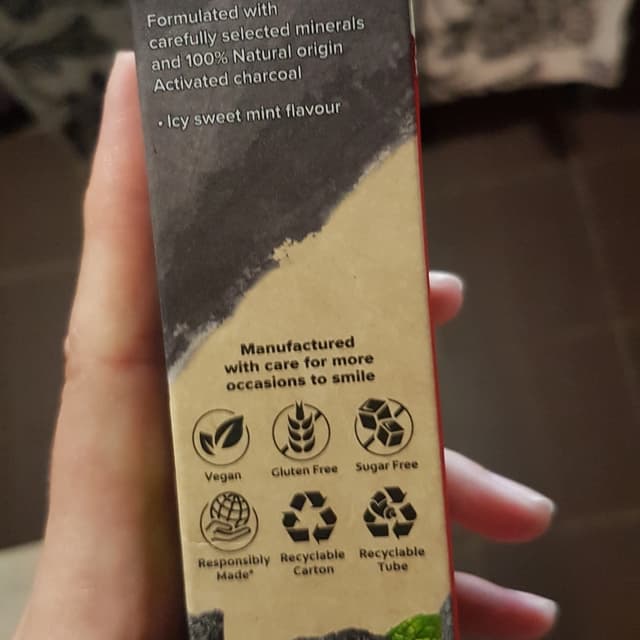 Formulated with
carefully selected minerals
and 100% Natural origin
Activated charcoal
• Icy sweet mint flavour
Manufactured
with care for more
occasions to smile
Vegan
Gluten Free
Sugar Free
Responsibly
Made*
Recyclable
Carton
Recyclable
Tube